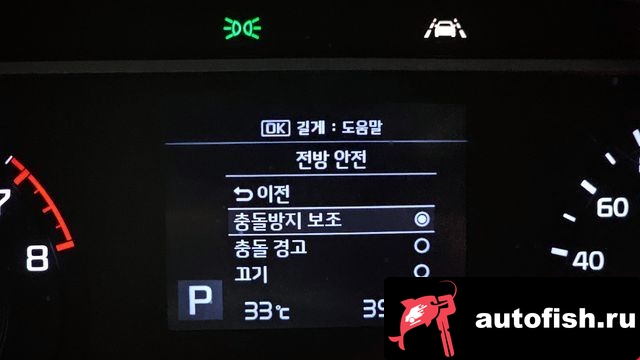 OK 길게 : 도움말
전방 안전
이전
충돌방지 보조
충돌 경고
끄기
P
33℃
7
8
60
40
autofish.ru